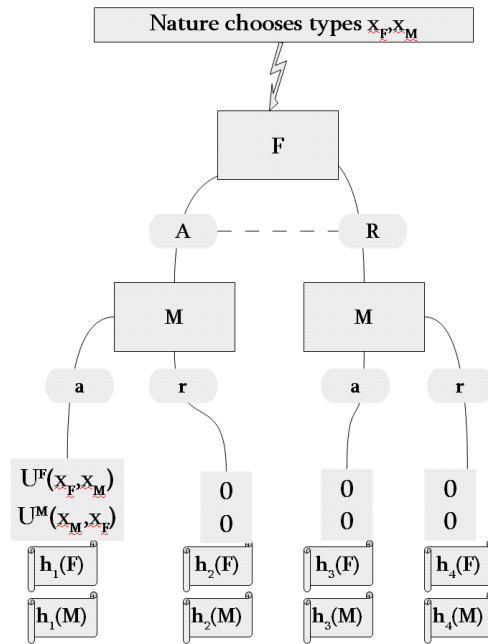 Nature chooses types x_F,x_M
F
A R
M M
a r a r
U^F(x_F,x_M) 0 0 0
U^M(x_M,x_F) 0 0 0
h_1(F) h_2(F) h_3(F) h_4(F)
h_1(M) h_2(M) h_3(M) h_4(M)